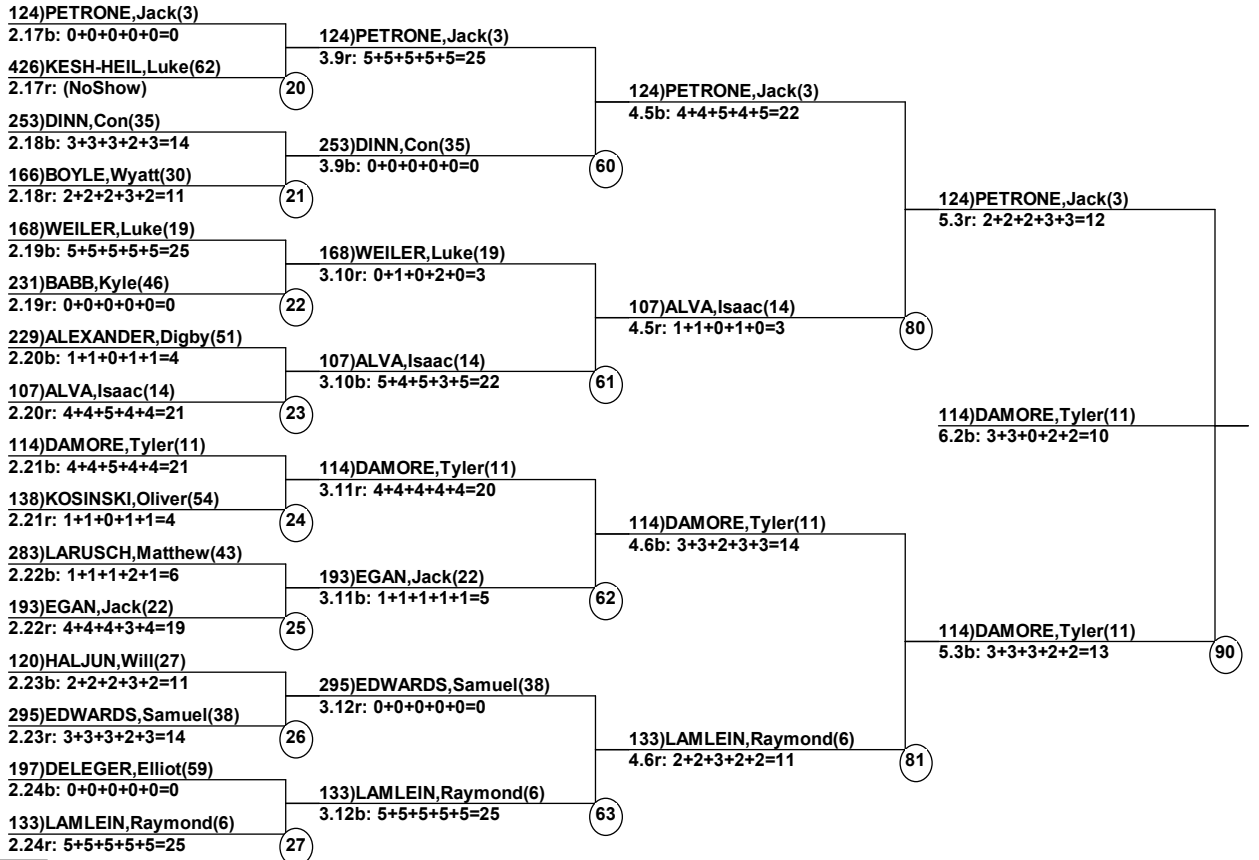 124)PETRONE,Jack(3)
2.17b: 0+0+0+0+0=0
426)KESH-HEIL,Luke(62)
2.17r: (NoShow)
20
253)DINN,Con(35)
2.18b: 3+3+3+2+3=14
166)BOYLE,Wyatt(30)
2.18r: 2+2+2+3+2=11
21
168)WEILER,Luke(19)
2.19b: 5+5+5+5+5=25
231)BABB,Kyle(46)
2.19r: 0+0+0+0+0=0
22
229)ALEXANDER,Digby(51)
2.20b: 1+1+0+1+1=4
107)ALVA,Isaac(14)
2.20r: 4+4+5+4+4=21
23
114)DAMORE,Tyler(11)
2.21b: 4+4+5+4+4=21
138)KOSINSKI,Oliver(54)
2.21r: 1+1+0+1+1=4
24
283)LARUSCH,Matthew(43)
2.22b: 1+1+1+2+1=6
193)EGAN,Jack(22)
2.22r: 4+4+4+3+4=19
25
120)HALJUN,Will(27)
2.23b: 2+2+2+3+2=11
295)EDWARDS,Samuel(38)
2.23r: 3+3+3+2+3=14
26
197)DELEGER,Elliot(59)
2.24b: 0+0+0+0+0=0
133)LAMLEIN,Raymond(6)
2.24r: 5+5+5+5+5=25
27
124)PETRONE,Jack(3)
3.9r: 5+5+5+5+5=25
253)DINN,Con(35)
3.9b: 0+0+0+0+0=0
60
168)WEILER,Luke(19)
3.10r: 0+1+0+2+0=3
107)ALVA,Isaac(14)
3.10b: 5+4+5+3+5=22
61
114)DAMORE,Tyler(11)
3.11r: 4+4+4+4+4=20
193)EGAN,Jack(22)
3.11b: 1+1+1+1+1=5
62
295)EDWARDS,Samuel(38)
3.12r: 0+0+0+0+0=0
133)LAMLEIN,Raymond(6)
3.12b: 5+5+5+5+5=25
63
124)PETRONE,Jack(3)
4.5b: 4+4+5+4+5=22
107)ALVA,Isaac(14)
4.5r: 1+1+0+1+0=3
80
114)DAMORE,Tyler(11)
4.6b: 3+3+2+3+3=14
133)LAMLEIN,Raymond(6)
4.6r: 2+2+3+2+2=11
81
124)PETRONE,Jack(3)
5.3r: 2+2+2+3+3=12
114)DAMORE,Tyler(11)
6.2b: 3+3+0+2+2=10
114)DAMORE,Tyler(11)
5.3b: 3+3+3+2+2=13
90